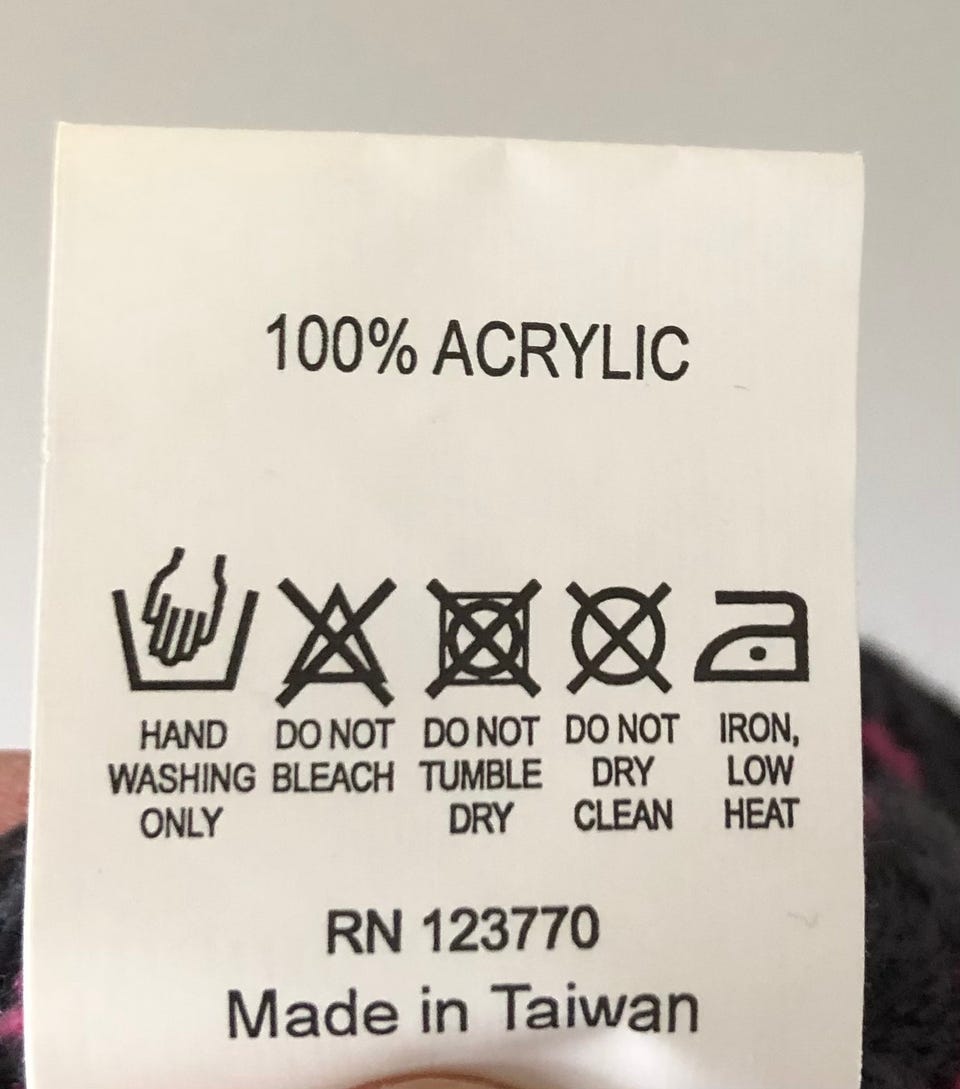 100% ACRYLIC
HAND WASHING ONLY
DO NOT BLEACH
DO NOT TUMBLE DRY
DO NOT DRY CLEAN
IRON, LOW HEAT
RN 123770
Made in Taiwan